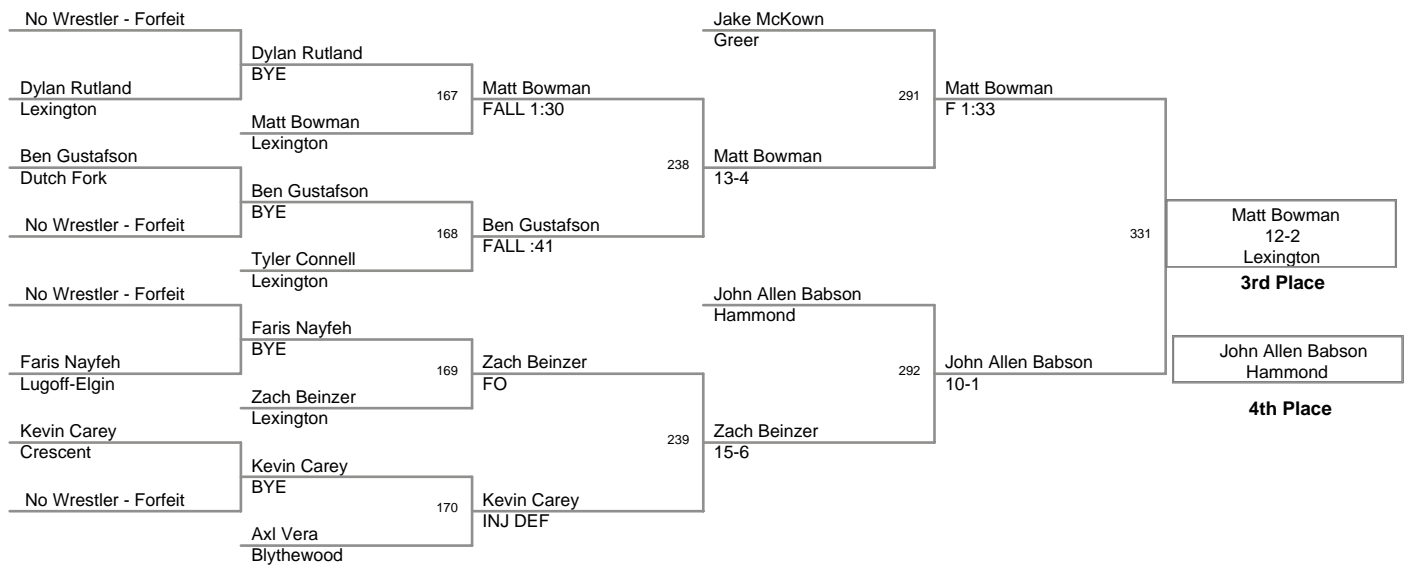 No Wrestler - Forfeit
Dylan Rutland
Lexington
Ben Gustafson
Dutch Fork
No Wrestler - Forfeit
No Wrestler - Forfeit
Faris Nayfeh
Lugoff-Elgin
Kevin Carey
Crescent
No Wrestler - Forfeit
Dylan Rutland
BYE
167
Matt Bowman
Lexington
Ben Gustafson
BYE
168
Tyler Connell
Lexington
Faris Nayfeh
BYE
169
Zach Beinzer
Lexington
Kevin Carey
BYE
170
Axl Vera
Blythewood
Matt Bowman
FALL 1:30
238
Ben Gustafson
FALL :41
Zach Beinzer
FO
239
Kevin Carey
INJ DEF
Jake McKown
Greer
291
Matt Bowman
13-4
John Allen Babson
Hammond
292
Zach Beinzer
15-6
Matt Bowman
F 1:33
331
John Allen Babson
10-1
Matt Bowman
12-2
Lexington
3rd Place
John Allen Babson
Hammond
4th Place